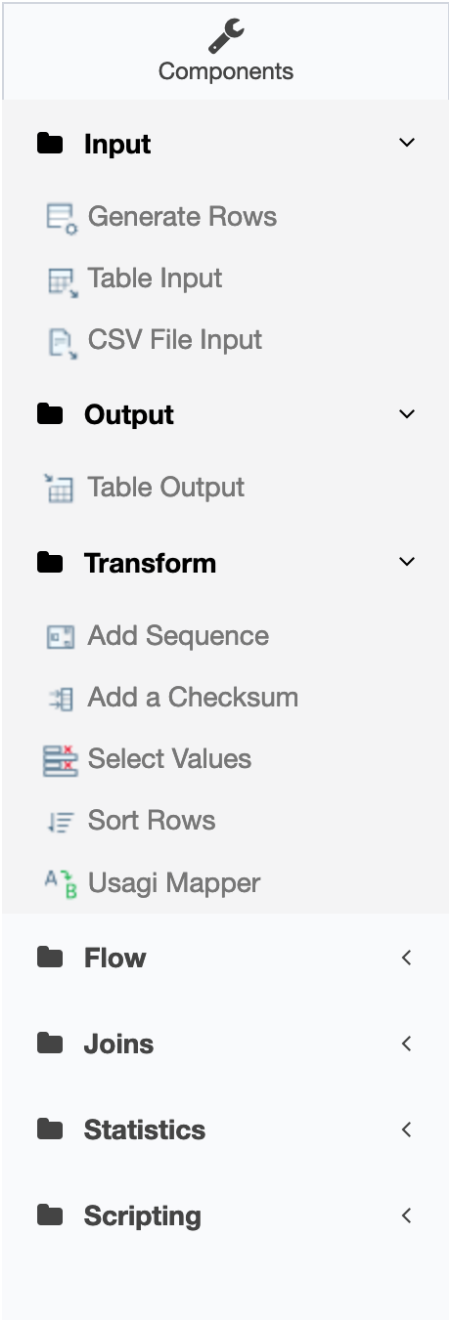 Components
Input
Generate Rows
Table Input
CSV File Input
Output
Table Output
Transform
Add Sequence
Add a Checksum
Select Values
Sort Rows
A B Usagi Mapper
Flow
Joins
Statistics
Scripting